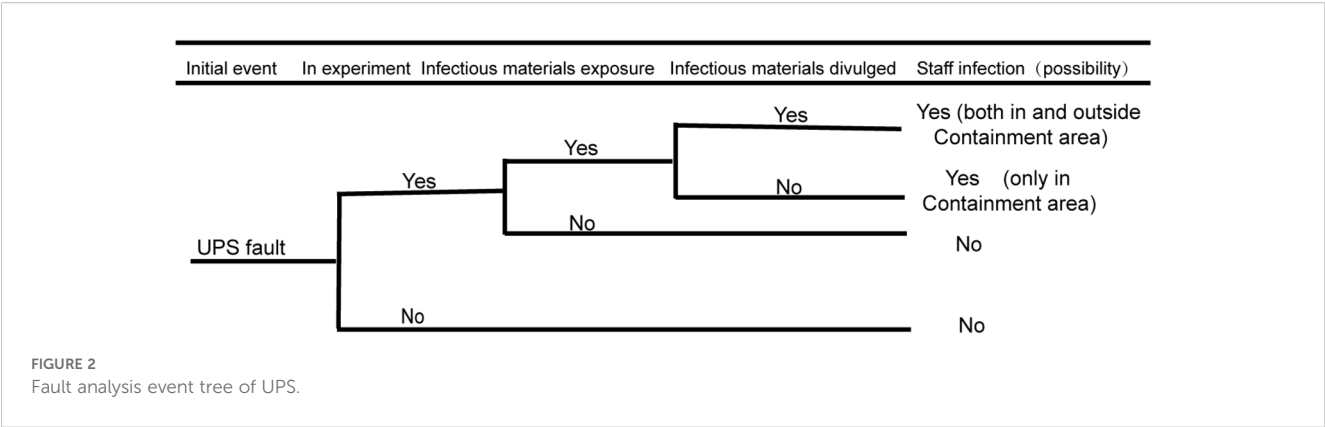 Initial event In experiment Infectious materials exposure Infectious materials divulged Staff infection（possibility）
Yes
Yes (both in and outside
Containment area)
Yes
Yes
No
Yes (only in
Containment area)
No
No
UPS fault
No
No
FIGURE 2
Fault analysis event tree of UPS.